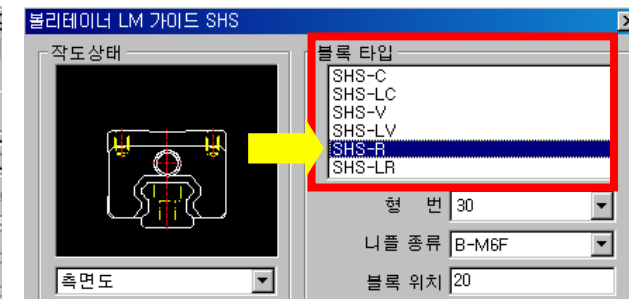 볼리테이너 LM 가이드 SHS
작도상태
블록 타입
SHS-C
SHS-LC
SHS-V
SHS-LV
SHS-R
SHS-LR
형 번 30
니플 종류 B-M6F
측면도
블록 위치 20